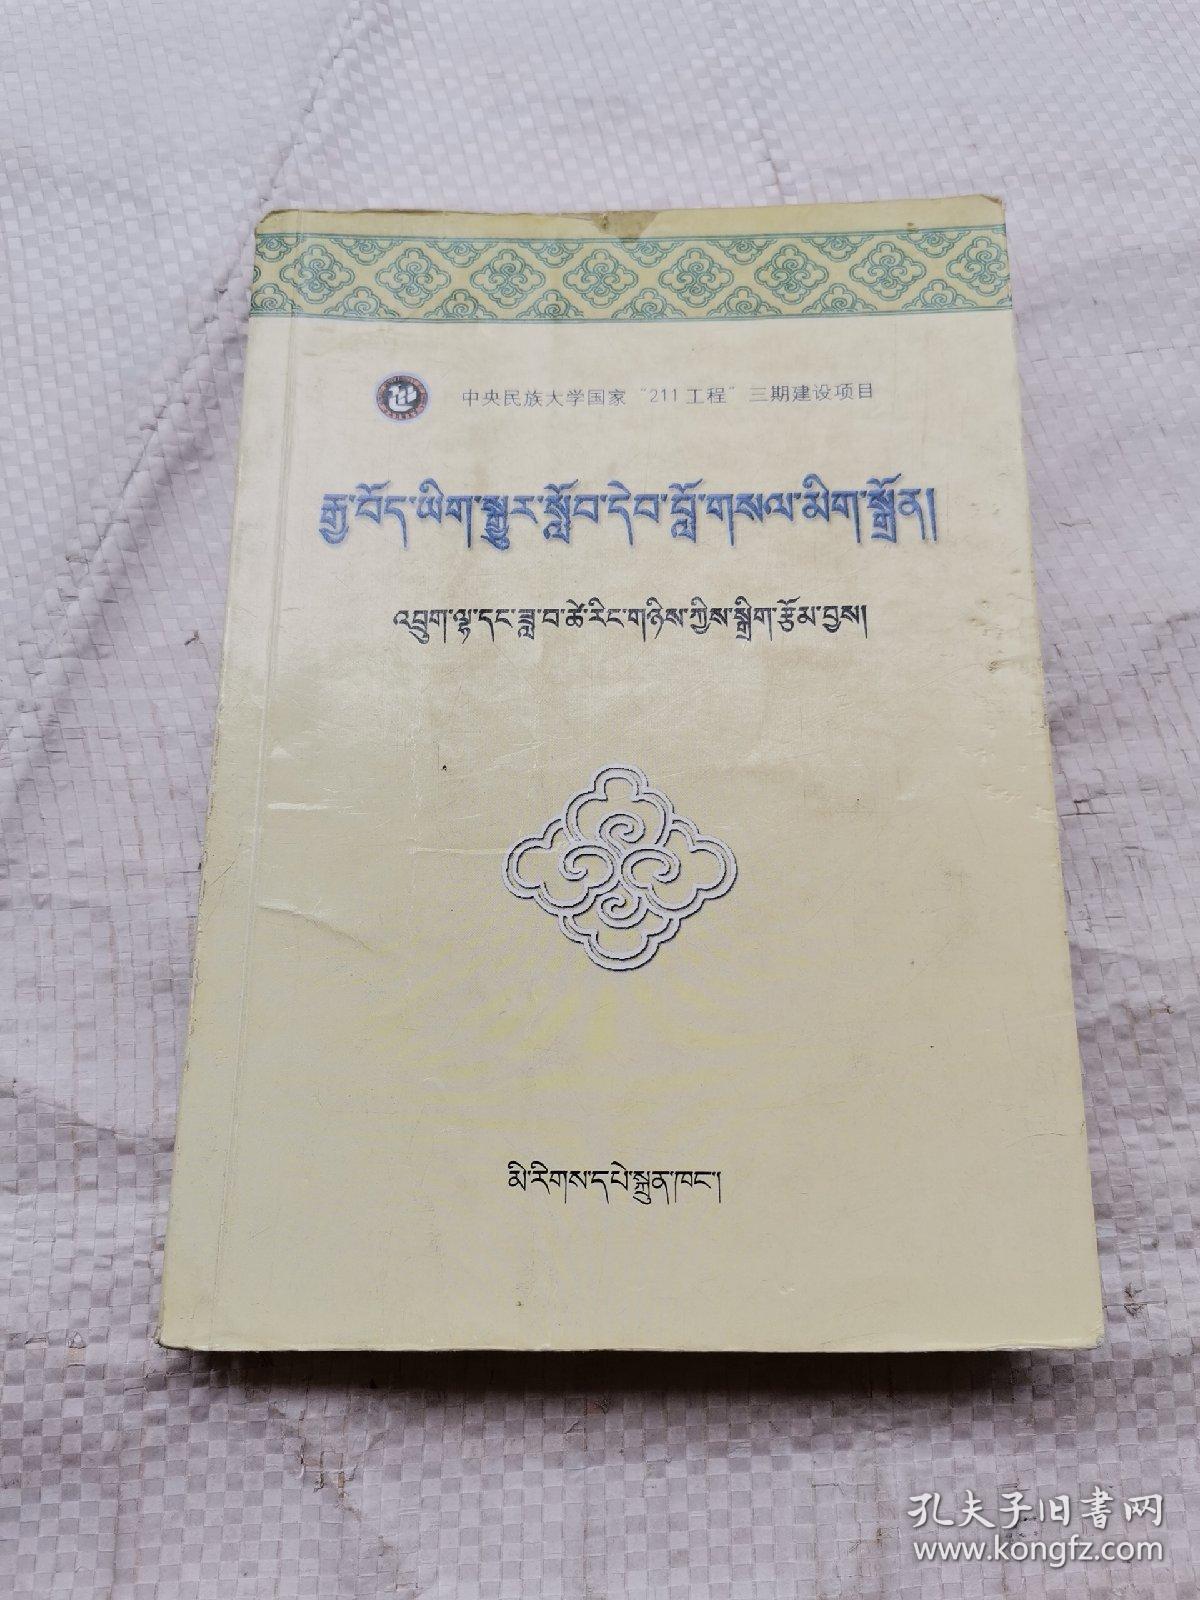 中央民族大学国家“211工程”三期建设项目
རྒྱ་བོད་ཡིག་སྒྱུར་སློབ་དེབ་བློ་གསལ་མིག་སྒྲོན།
འབྲུག་ལྷ་དང་ཟླ་བ་ཚེ་རིང་གཉིས་ཀྱིས་སྒྲིག་རྩོམ་བྱས།
མི་རིགས་དཔེ་སྐྲུན་ཁང་།
孔夫子旧书网
www.kongfz.com